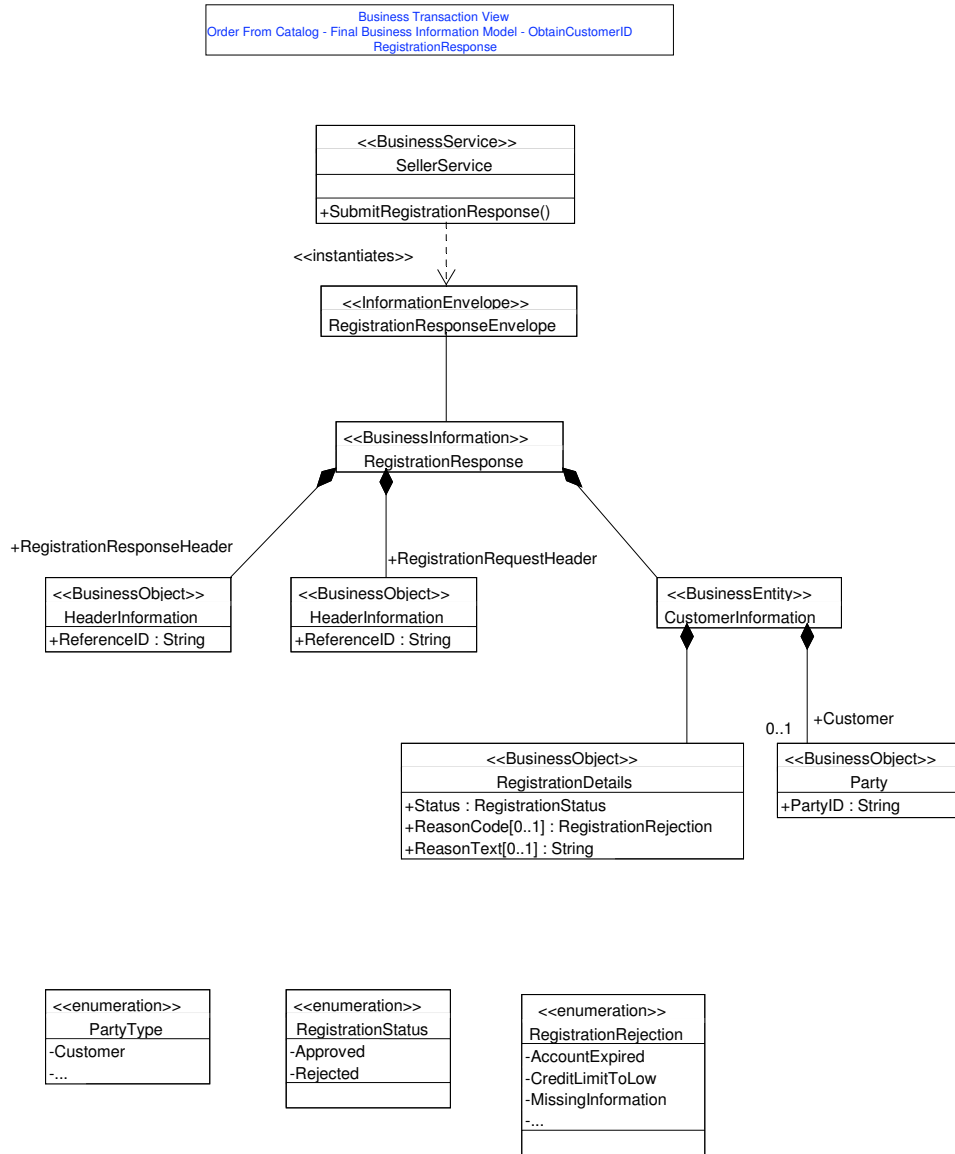 Business Transaction View
Order From Catalog - Final Business Information Model - ObtainCustomerID
RegistrationResponse
<<BusinessService>>
SellerService
+SubmitRegistrationResponse()
<<instantiates>>
<<InformationEnvelope>>
RegistrationResponseEnvelope
<<BusinessInformation>>
RegistrationResponse
+RegistrationResponseHeader
+RegistrationRequestHeader
<<BusinessObject>>
HeaderInformation
+ReferenceID : String
<<BusinessObject>>
HeaderInformation
+ReferenceID : String
<<BusinessEntity>>
CustomerInformation
0..1
+Customer
<<BusinessObject>>
RegistrationDetails
+Status : RegistrationStatus
+ReasonCode[0..1] : RegistrationRejection
+ReasonText[0..1] : String
<<BusinessObject>>
Party
+PartyID : String
<<enumeration>>
PartyType
-Customer
-...
<<enumeration>>
RegistrationStatus
-Approved
-Rejected
<<enumeration>>
RegistrationRejection
-AccountExpired
-CreditLimitToLow
-MissingInformation
-...